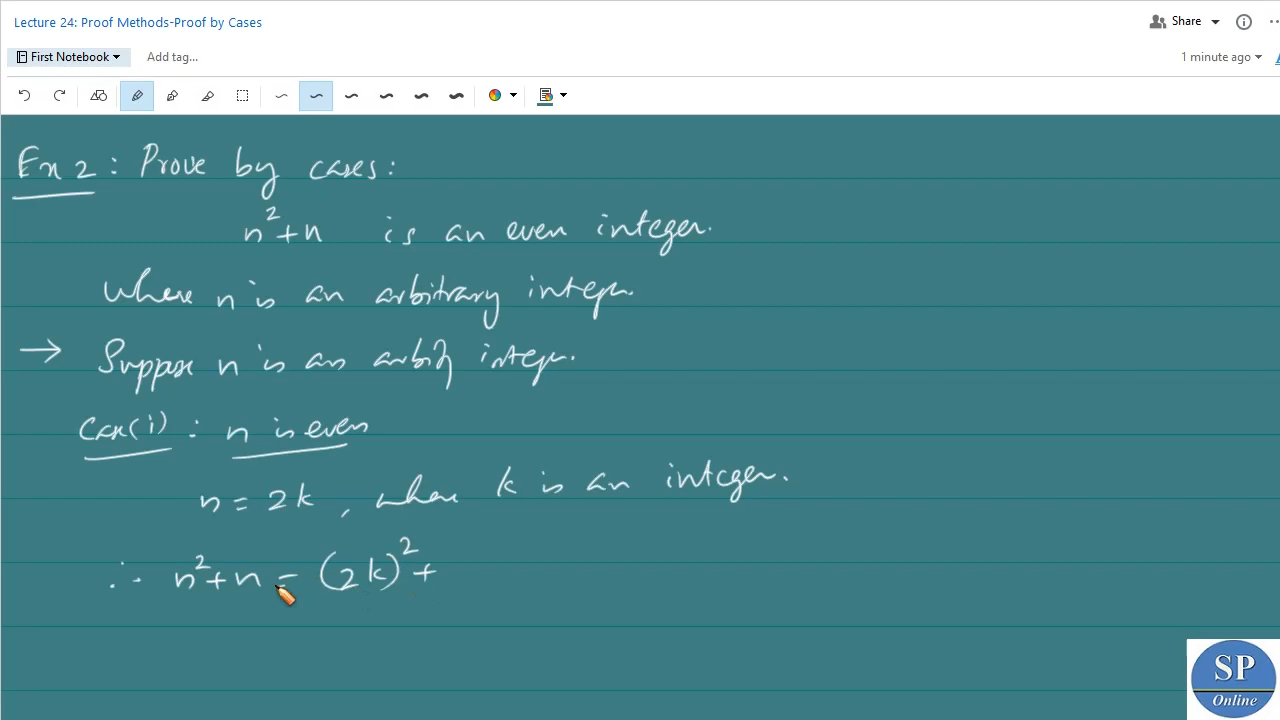 Lecture 24: Proof Methods-Proof by Cases
Share
First Notebook
Add tag...
1 minute ago
Ex 2 : Prove by cases :
n²+n is an even integer.
where n is an arbitrary integer.
→ Suppose n is an integer.
Case(i) : n is even
n = 2k , where k is an integer.
∴ n²+n = (2k)² +
SP
Online